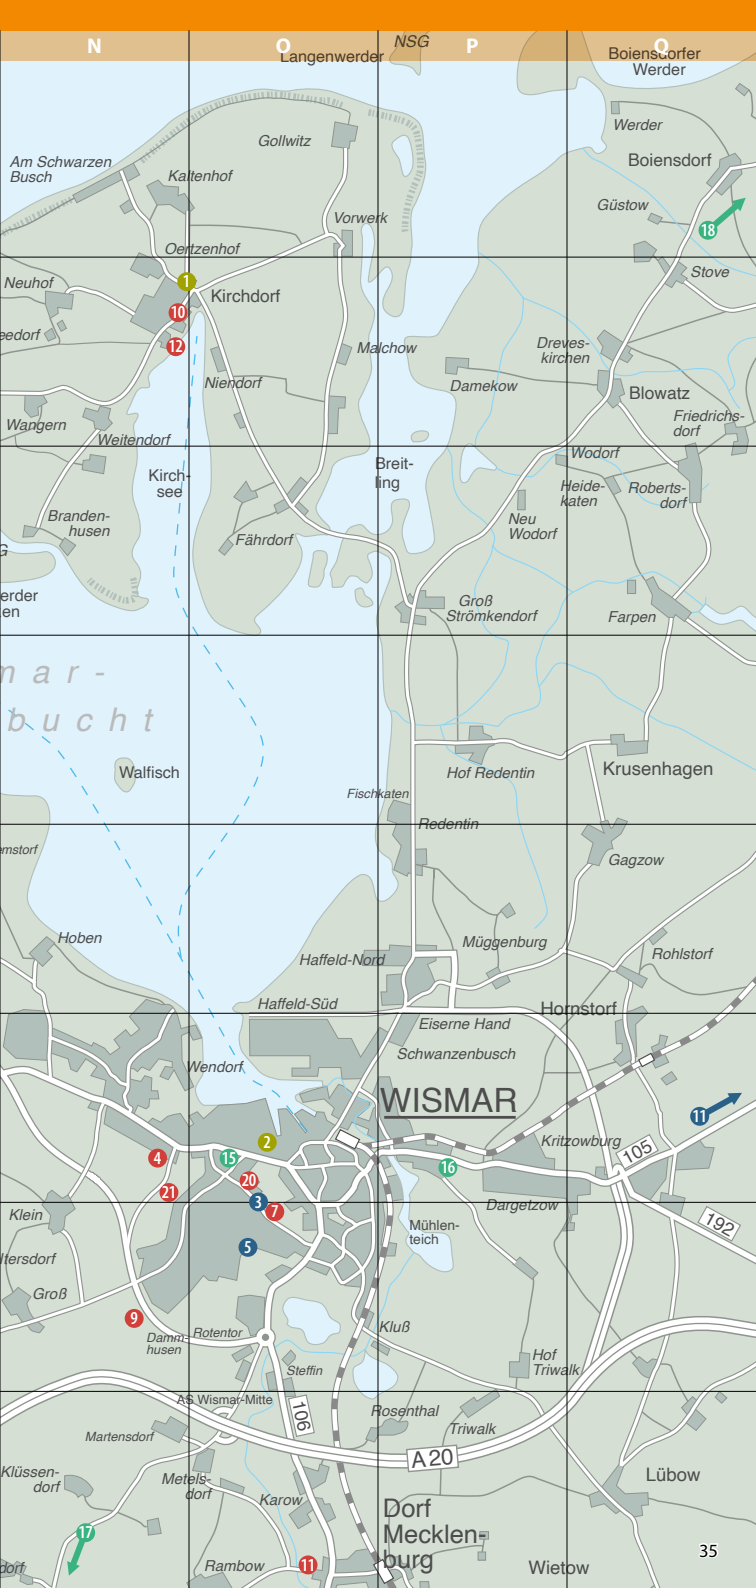 N O P Q
Langenwerder
NSG
Boiensdorfer
Werder
Werder
Gollwitz
Am Schwarzen
Busch
Kaltenhof
Boiensdorf
Güstow
Vorwerk
18
Oertzenhof
Stove
Neuhof
1
Kirchdorf
10
eedorf
12
Malchow
Dreves-
kirchen
Niendorf
Damekow
Blowatz
Wangern
Weitendorf
Friedrichs-
dorf
Wodorf
Kirch-
see
Breit-
ling
Heide-
katen
Roberts-
dorf
Branden-
husen
Neu
Wodorf
Fährdorf
G
erder
en
Groß
Strömkendorf
Farpen
mar-
bucht
Walfisch
Hof Redentin
Krusenhagen
Fischkaten
Redentin
emstorf
Gagzow
Hoben
Müggenburg
Haffeld-Nord
Rohlstorf
Haffeld-Süd
Hornstorf
Eiserne Hand
Schwanzenbusch
Wendorf
WISMAR
11
2
Kritzowburg
105
4
15
16
20
21
3
7
Dargetzow
Klein
192
Mühlen-
teich
5
ltersdorf
Groß
9
Damm-
husen
Rotentor
Kluß
Hof
Triwalk
Steffin
AS Wismar-Mitte
106
Rosenthal
Triwalk
Martensdorf
A 20
Klüssen-
dorf
Metels-
dorf
Lübow
Karow
Dorf
Mecklen-
burg
17
35
dorf
Rambow
11
Wietow